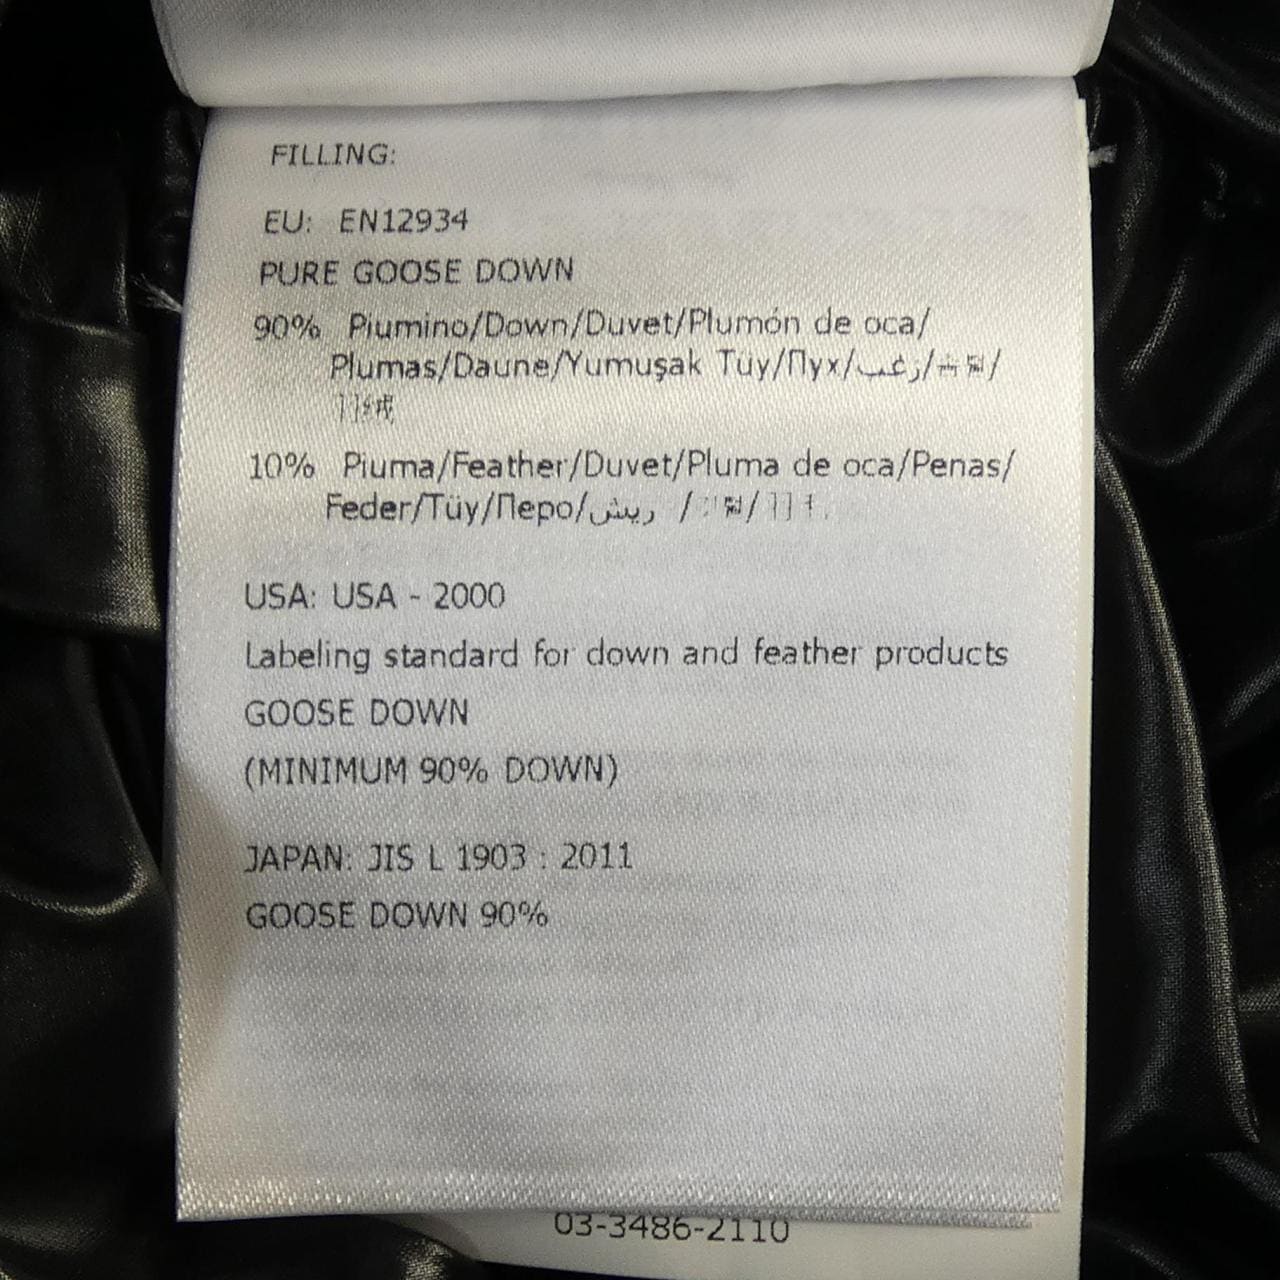 FILLING:
EU: EN12934
PURE GOOSE DOWN
90% Piumino/Down/Duvet/Plumón de oca/
Plumas/Daune/Yumuşak Tüy/Пух/زغب/
10% Piuma/Feather/Duvet/Pluma de oca/Penas/
Feder/Tüy/Перо/ريش /
USA: USA - 2000
Labeling standard for down and feather products
GOOSE DOWN
(MINIMUM 90% DOWN)
JAPAN: JIS L 1903 : 2011
GOOSE DOWN 90%
03-3486-2110